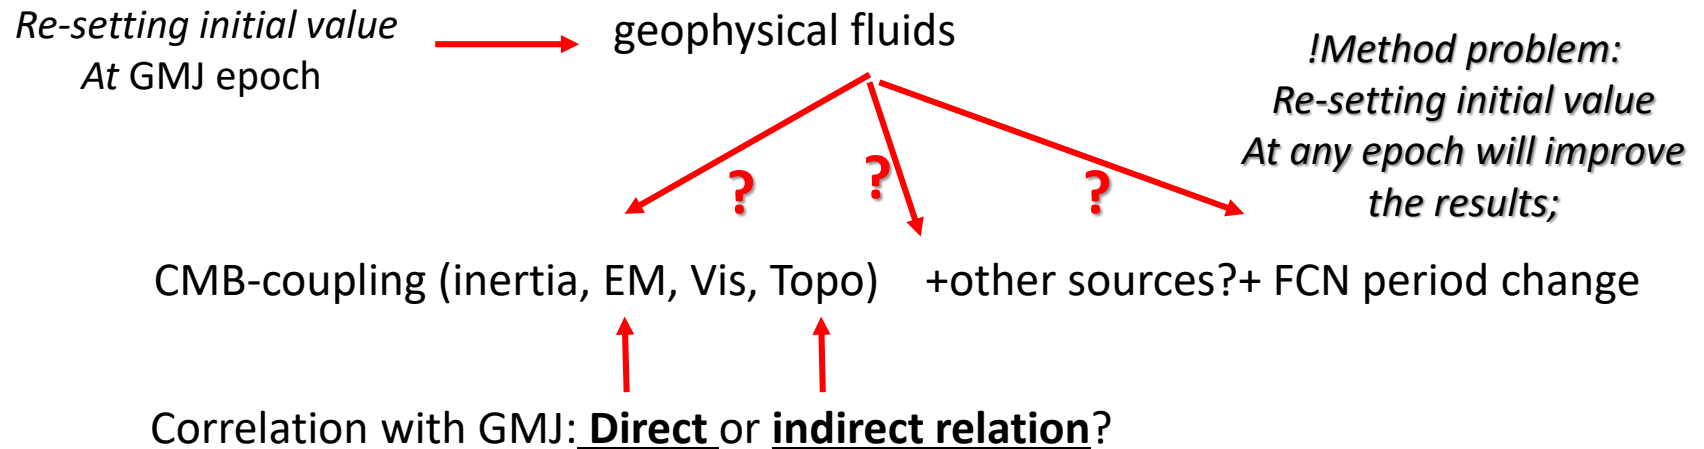 Re-setting initial value
At GMJ epoch
geophysical fluids
!Method problem:
Re-setting initial value
At any epoch will improve
the results;
? ? ?
CMB-coupling (inertia, EM, Vis, Topo) +other sources?+ FCN period change
Correlation with GMJ: Direct or indirect relation?